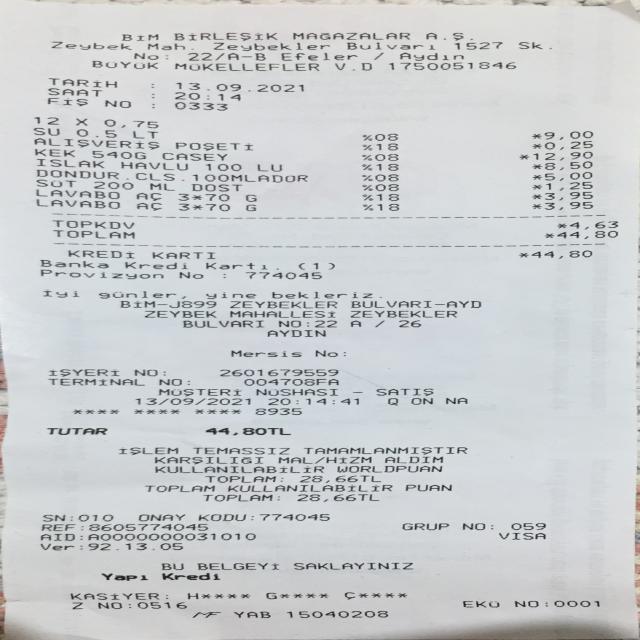 BİM BİRLEŞİK MAĞAZALAR A.Ş.
Zeybek Mah. Zeybekler Bulvarı 1527 Sk.
No: 22/A-B Efeler / Aydın
BÜYÜK MÜKELLEFLER V.D 1750051846
TARİH : 13.09.2021
SAAT : 20:14
FİŞ NO : 0333
12 X 0,75
SU 0.5 LT %08 *9,00
ALIŞVERİŞ POŞETİ %18 *0,25
KEK 540G CASEY %08 *12,90
ISLAK HAVLU 100 LU %18 *8,50
DONDUR.CLS.100MLADOR %08 *5,00
SÜT 200 ML DOST %08 *1,25
LAVABO AÇ 3*70 G %18 *3,95
LAVABO AÇ 3*70 G %18 *3,95
TOPKDV *4,63
TOPLAM *44,80
KREDİ KARTI *44,80
Banka Kredi Kartı. (1)
Provizyon No : 774045
İyi günler, yine bekleriz.
BİM-J899 ZEYBEKLER BULVARI-AYD
ZEYBEK MAHALLESİ ZEYBEKLER
BULVARI NO:22 A / 26
AYDIN
Mersis No:
İŞYERİ NO: 2601679559
TERMİNAL NO: 004708FA
MÜŞTERİ NÜSHASI - SATIŞ
13/09/2021 20:14:41 Q ON NA
**** **** **** 8935
TUTAR 44,80TL
İŞLEM TEMASSIZ TAMAMLANMIŞTIR
KARŞILIĞI MAL/HİZM ALDIM
KULLANILABİLİR WORLDPUAN
TOPLAM: 28,66TL
TOPLAM KULLANILABİLİR PUAN
TOPLAM: 28,66TL
SN:010 ONAY KODU:774045
REF:8605774045 GRUP NO: 059
AID:A0000000031010 VISA
Ver:92.13.05
BU BELGEYİ SAKLAYINIZ
Yapı Kredi
KASİYER: H**** G**** Ç****
Z NO:0516 EKÜ NO:0001
MF YAB 15040208